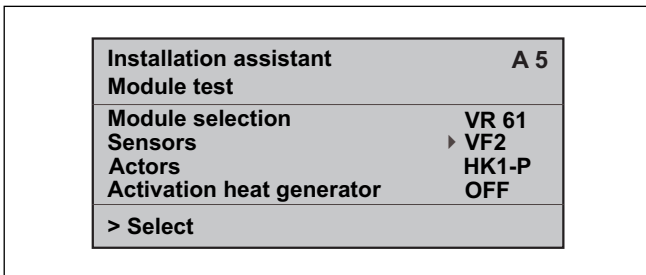 Installation assistant A 5
Module test
Module selection VR 61
Sensors VF2
Actors HK1-P
Activation heat generator OFF
> Select